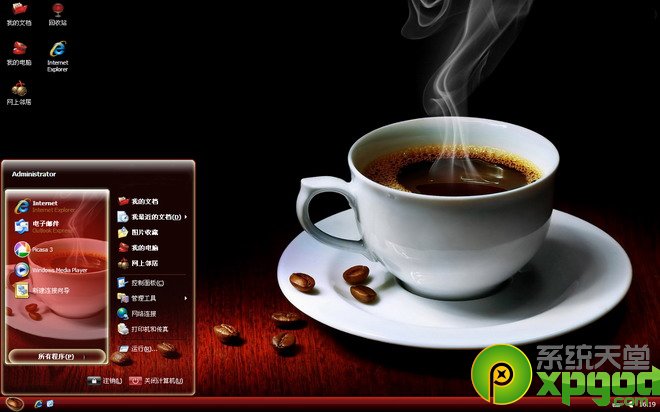 我的文档
回收站
我的电脑
Internet
Explorer
网上邻居
Administrator
Internet
Internet Explorer
电子邮件
Outlook Express
Picasa 3
Windows Media Player
新建连接向导
所有程序(P)
我的文档
我最近的文档(D)
图片收藏
我的电脑
网上邻居
控制面板(C)
管理工具
网络连接
打印机和传真
运行(R)...
注销(L)
关闭计算机(U)
系统天堂
xpgod
.com
16:19